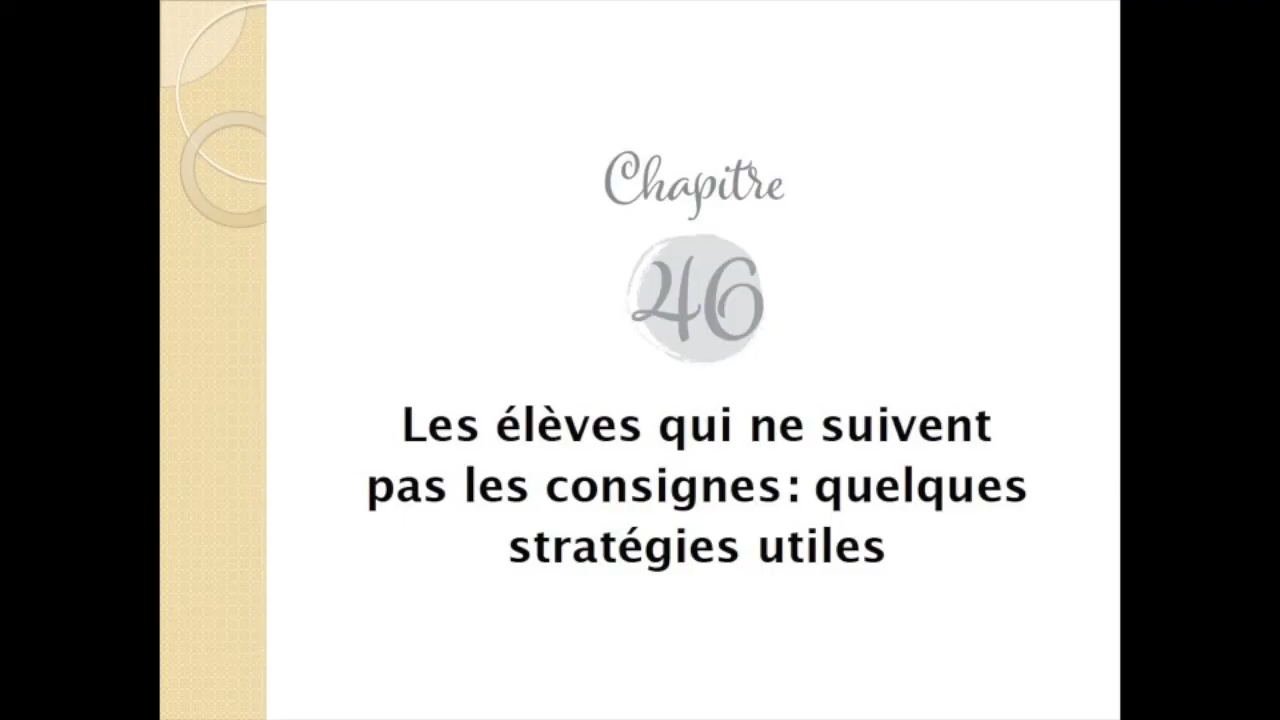 Chapitre
46
Les élèves qui ne suivent
pas les consignes : quelques
stratégies utiles